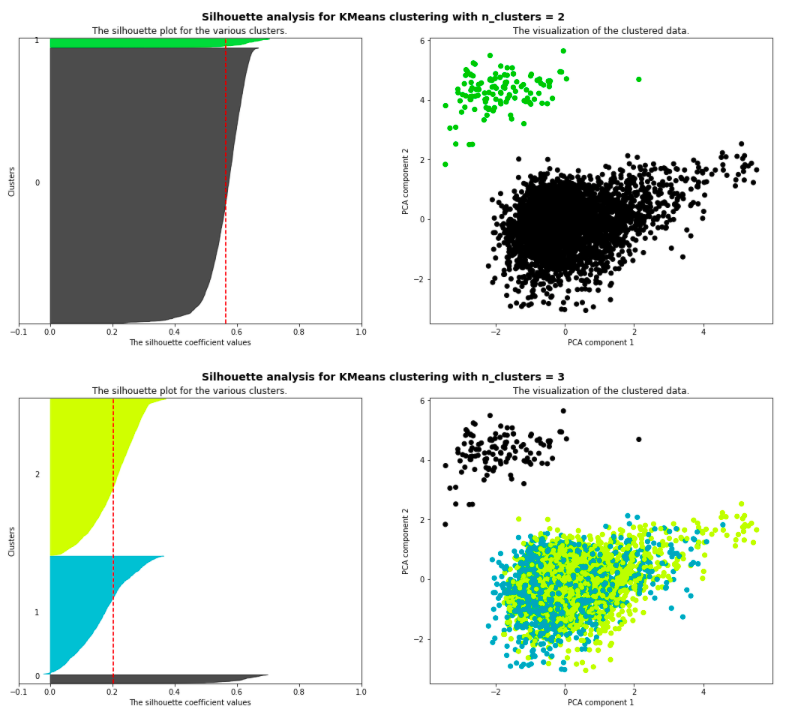 Silhouette analysis for KMeans clustering with n_clusters = 2
The silhouette plot for the various clusters.
1
0
Clusters
−0.1 0.0 0.2 0.4 0.6 0.8 1.0
The silhouette coefficient values
The visualization of the clustered data.
6
4
2
0
−2
PCA component 2
−2 0 2 4
PCA component 1
Silhouette analysis for KMeans clustering with n_clusters = 3
The silhouette plot for the various clusters.
2
1
0
Clusters
−0.1 0.0 0.2 0.4 0.6 0.8 1.0
The silhouette coefficient values
The visualization of the clustered data.
6
4
2
0
−2
PCA component 2
−2 0 2 4
PCA component 1